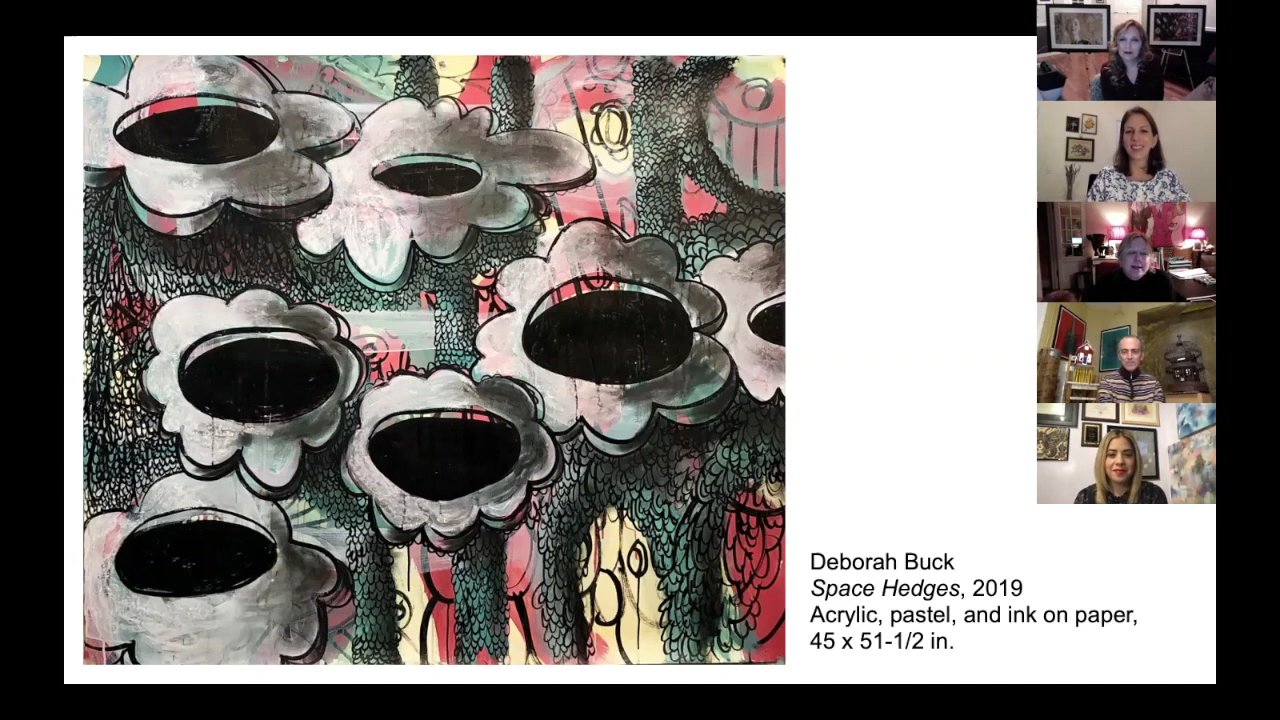 Deborah Buck
Space Hedges, 2019
Acrylic, pastel, and ink on paper,
45 x 51-1/2 in.